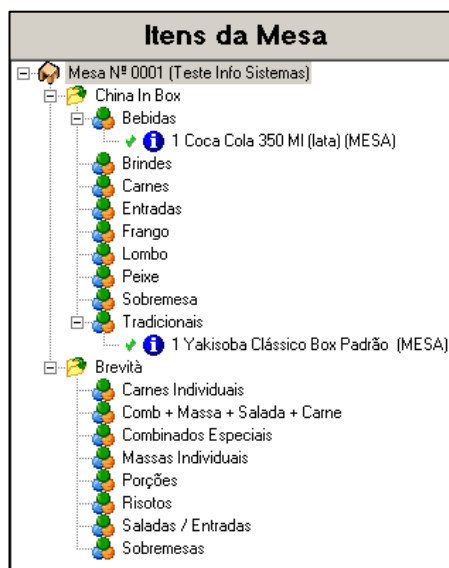 Itens da Mesa
Mesa Nº 0001 (Teste Info Sistemas)
China In Box
Bebidas
1 Coca Cola 350 Ml (lata) (MESA)
Brindes
Carnes
Entradas
Frango
Lombo
Peixe
Sobremesa
Tradicionais
1 Yakisoba Clássico Box Padrão (MESA)
Brevità
Carnes Individuais
Comb + Massa + Salada + Carne
Combinados Especiais
Massas Individuais
Porções
Risotos
Saladas / Entradas
Sobremesas